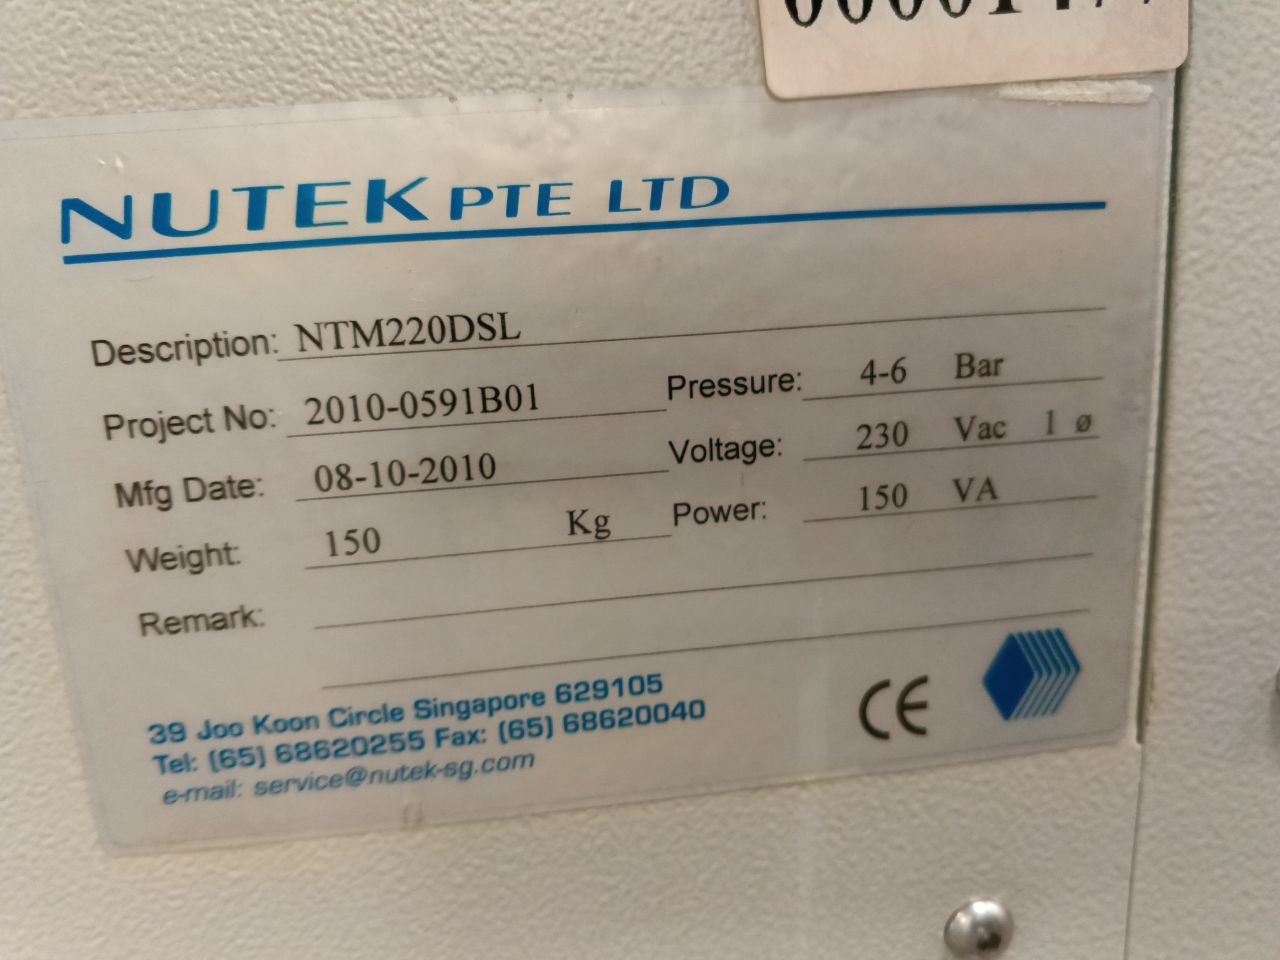 NUTEK PTE LTD
Description: NTM220DSL
Project No: 2010-0591B01 Pressure: 4-6 Bar
Mfg Date: 08-10-2010 Voltage: 230 Vac 1 ø
Weight: 150 Kg Power: 150 VA
Remark:
39 Joo Koon Circle Singapore 629105
Tel: (65) 68620255 Fax: (65) 68620040
e-mail: service@nutek-sg.com
CE